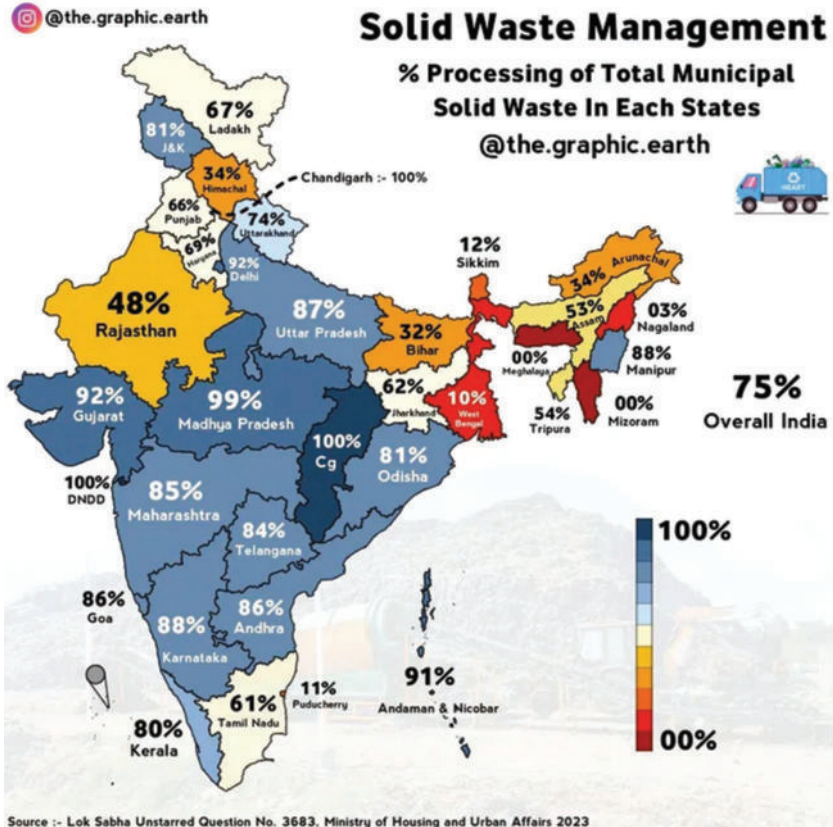 @the.graphic.earth
Solid Waste Management
% Processing of Total Municipal
Solid Waste In Each States
@the.graphic.earth
67%
Ladakh
81%
J&K
34%
Himachal
Chandigarh :- 100%
66%
Punjab
74%
Uttarakhand
69%
Haryana
92%
Delhi
12%
Sikkim
34%
Arunachal
48%
Rajasthan
87%
Uttar Pradesh
32%
Bihar
53%
Assam
03%
Nagaland
00%
Meghalaya
88%
Manipur
75%
Overall India
92%
Gujarat
99%
Madhya Pradesh
62%
Jharkhand
10%
West
Bengal
54%
Tripura
00%
Mizoram
100%
Cg
81%
Odisha
100%
DNDD
85%
Maharashtra
84%
Telangana
100%
86%
Goa
88%
Karnataka
86%
Andhra
91%
Andaman & Nicobar
61%
Tamil Nadu
11%
Puducherry
80%
Kerala
00%
Source :- Lok Sabha Unstarred Question No. 3683, Ministry of Housing and Urban Affairs 2023